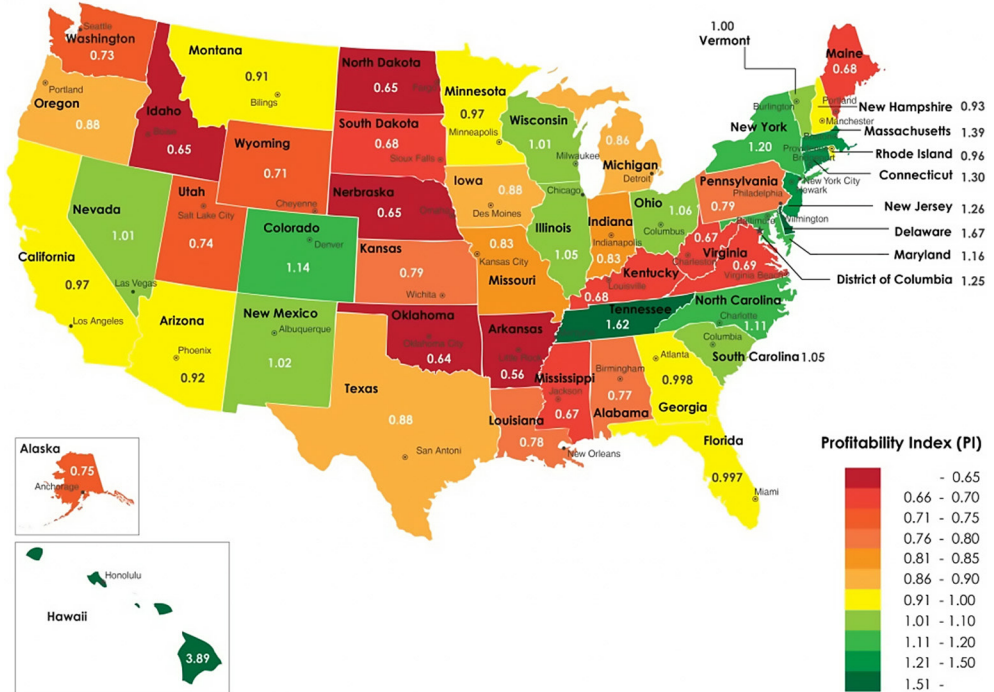 Seattle
Washington
0.73
Portland
Oregon
0.88
Idaho
0.65
Montana
0.91
Bilings
North Dakota
0.65
South Dakota
0.68
Sioux Falls
Minnesota
0.97
Minneapolis
Wisconsin
1.01
Milwaukee
0.86
Michigan
Detroit
1.00
Vermont
Burlington
Maine
0.68
Portland
New Hampshire 0.93
Manchester
Massachusetts 1.39
Rhode Island 0.96
Connecticut 1.30
New York
1.20
New York City
Newark
New Jersey 1.26
Wilmington
Delaware 1.67
Maryland 1.16
District of Columbia 1.25
Baltimore
Pennsylvania
Philadelphia
0.79
Wyoming
0.71
Cheyenne
Nerbraska
0.65
Iowa
0.88
Des Moines
Chicago
Illinois
1.05
Indiana
Indianapolis
0.83
Ohio
1.06
Columbus
0.67
Charleston
Virginia
0.69
Virginia Beach
Nevada
1.01
Las Vegas
Utah
Salt Lake City
0.74
Colorado
Denver
1.14
Kansas
0.79
Wichita
0.83
Kansas City
Missouri
Kentucky
Louisville
0.68
Tennessee
1.62
North Carolina
Charlotte
1.11
Columbia
South Carolina 1.05
California
0.97
Los Angeles
Arizona
Phoenix
0.92
New Mexico
Albuquerque
1.02
Oklahoma
Oklahoma City
0.64
Arkansas
Little Rock
0.56
Mississippi
Jackson
0.67
Birmingham
0.77
Alabama
Atlanta
0.998
Georgia
Texas
0.88
San Antoni
Louisiana
0.78
New Orleans
Florida
0.997
Miami
Alaska
0.75
Anchorage
Honolulu
Hawaii
3.89
Profitability Index (PI)
- 0.65
0.66 - 0.70
0.71 - 0.75
0.76 - 0.80
0.81 - 0.85
0.86 - 0.90
0.91 - 1.00
1.01 - 1.10
1.11 - 1.20
1.21 - 1.50
1.51 -